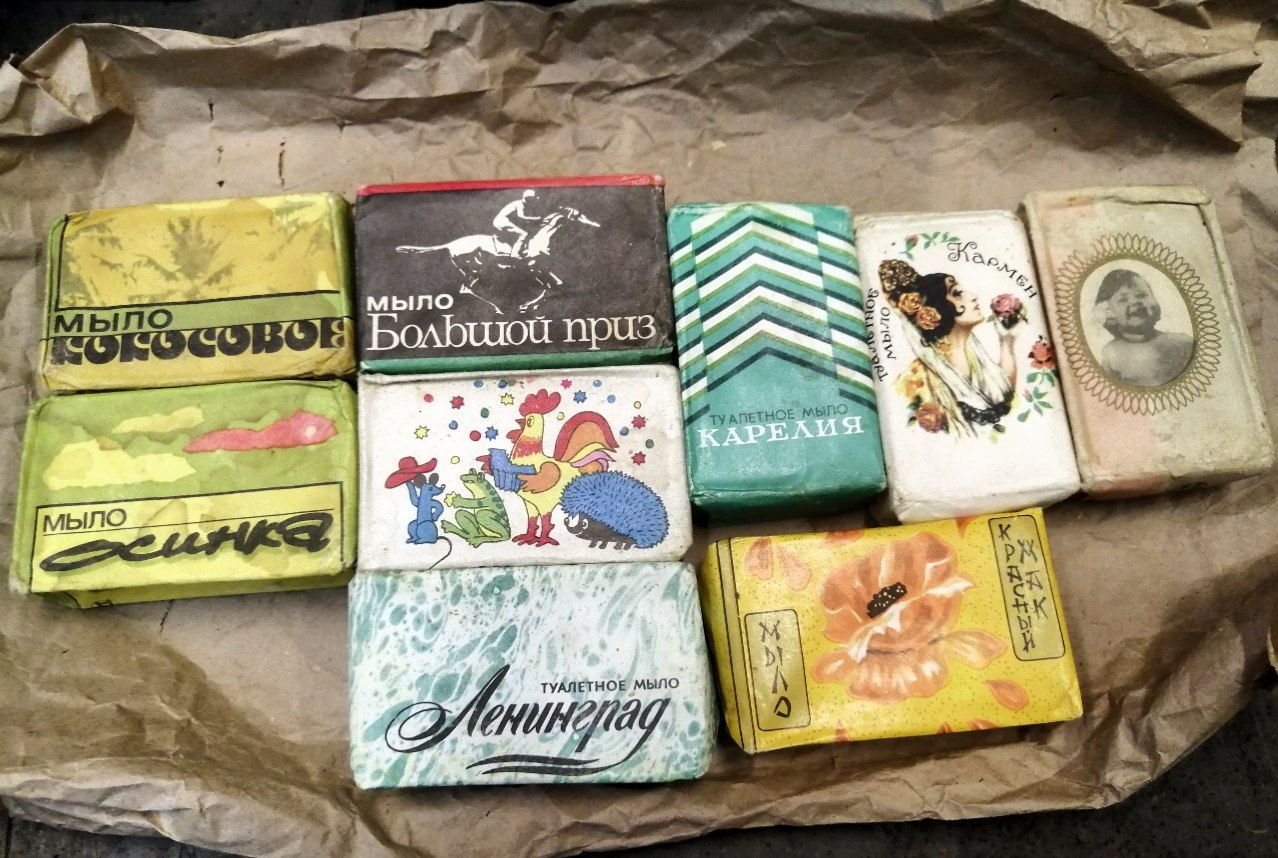 МЫЛО
КОКОСОВОЕ
МЫЛО
Большой приз
ТУАЛЕТНОЕ МЫЛО
КАРЕЛИЯ
Кармен
ТУАЛЕТНОЕ
МЫЛО
МЫЛО
осинка
ТУАЛЕТНОЕ МЫЛО
Ленинград
МЫЛО
КРАСНЫЙ
МАК